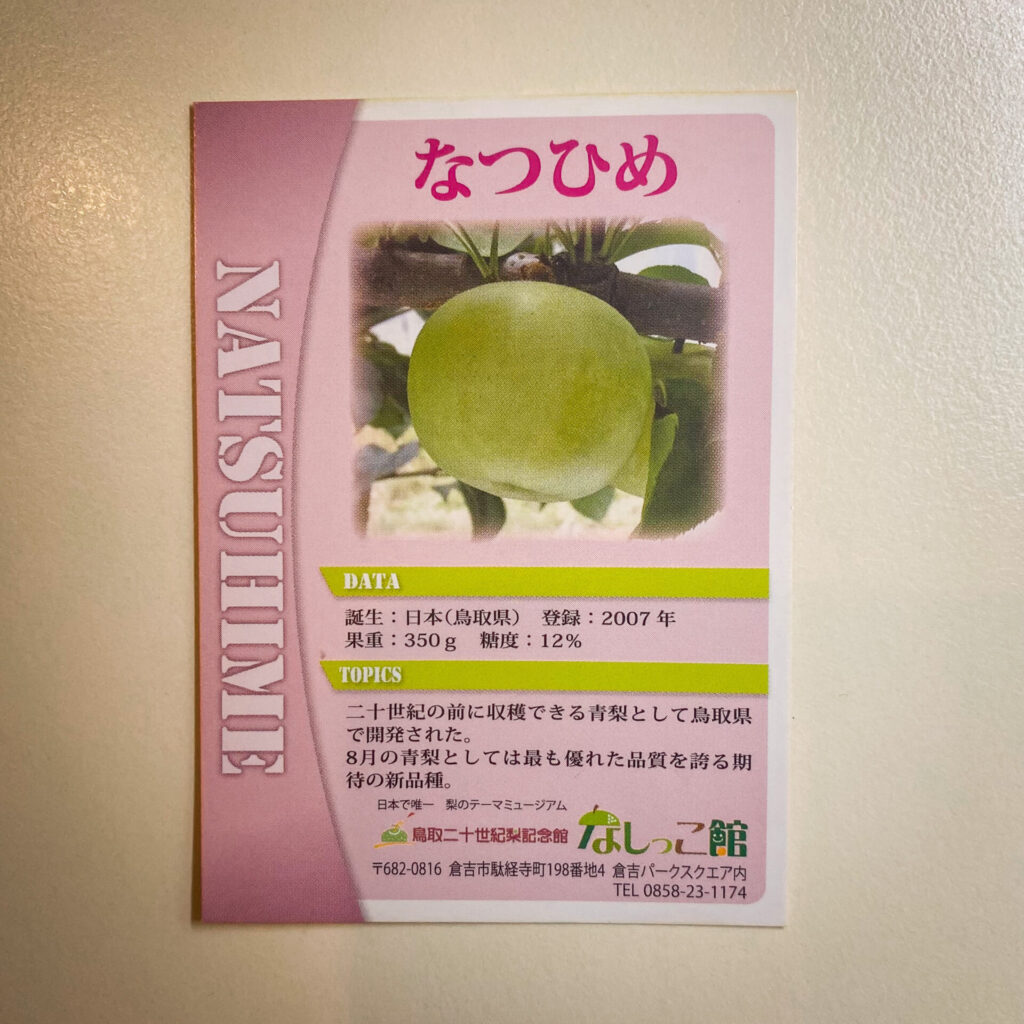 なつひめ
NATSUHIME
DATA
誕生：日本（鳥取県）　登録：2007 年
果重：350ｇ　糖度：12％
TOPICS
二十世紀の前に収穫できる青梨として鳥取県
で開発された。
8月の青梨としては最も優れた品質を誇る期
待の新品種。
日本で唯一　梨のテーマミュージアム
鳥取二十世紀梨記念館 なしっこ館
〒682-0816 倉吉市駄経寺町198番地4 倉吉パークスクエア内
TEL 0858-23-1174